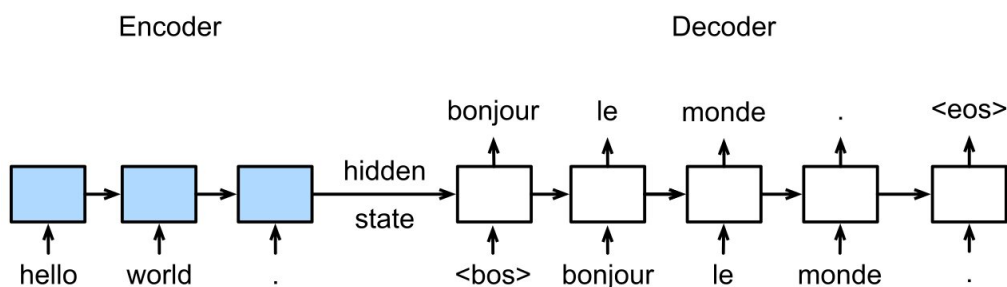 Encoder Decoder
bonjour le monde . <eos>
hidden
state
hello world . <bos> bonjour le monde .